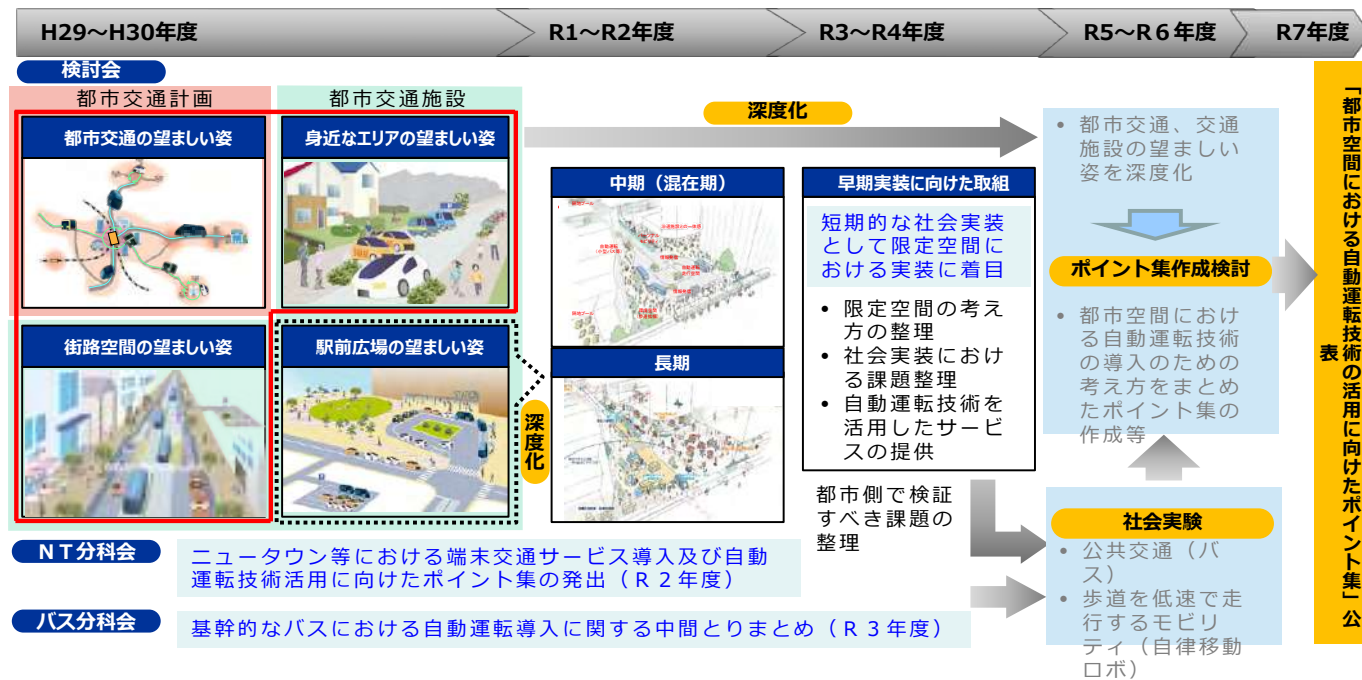 H29～H30年度
R1～R2年度
R3～R4年度
R5～R６年度
R7年度
検討会
都市交通計画
都市交通施設
都市交通の望ましい姿
身近なエリアの望ましい姿
街路空間の望ましい姿
駅前広場の望ましい姿
深度化
深度化
中期（混在期）
長期
早期実装に向けた取組
短期的な社会実装
として限定空間に
おける実装に着目
• 限定空間の考え
方の整理
• 社会実装におけ
る課題整理
• 自動運転技術を
活用したサービ
スの提供
都市側で検証
すべき課題の
整理
• 都市交通、交通
施設の望ましい
姿を深度化
ポイント集作成検討
• 都市空間におけ
る自動運転技術
の導入のための
考え方をまとめ
たポイント集の
作成等
社会実験
• 公共交通（バ
ス）
• 歩道を低速で走
行するモビリ
ティ（自律移動
ロボ）
「都市空間における自動運転技術の活用に向けたポイント集」公
表
ＮＴ分科会
ニュータウン等における端末交通サービス導入及び自動
運転技術活用に向けたポイント集の発出（Ｒ２年度）
バス分科会
基幹的なバスにおける自動運転導入に関する中間とりまとめ（Ｒ３年度）